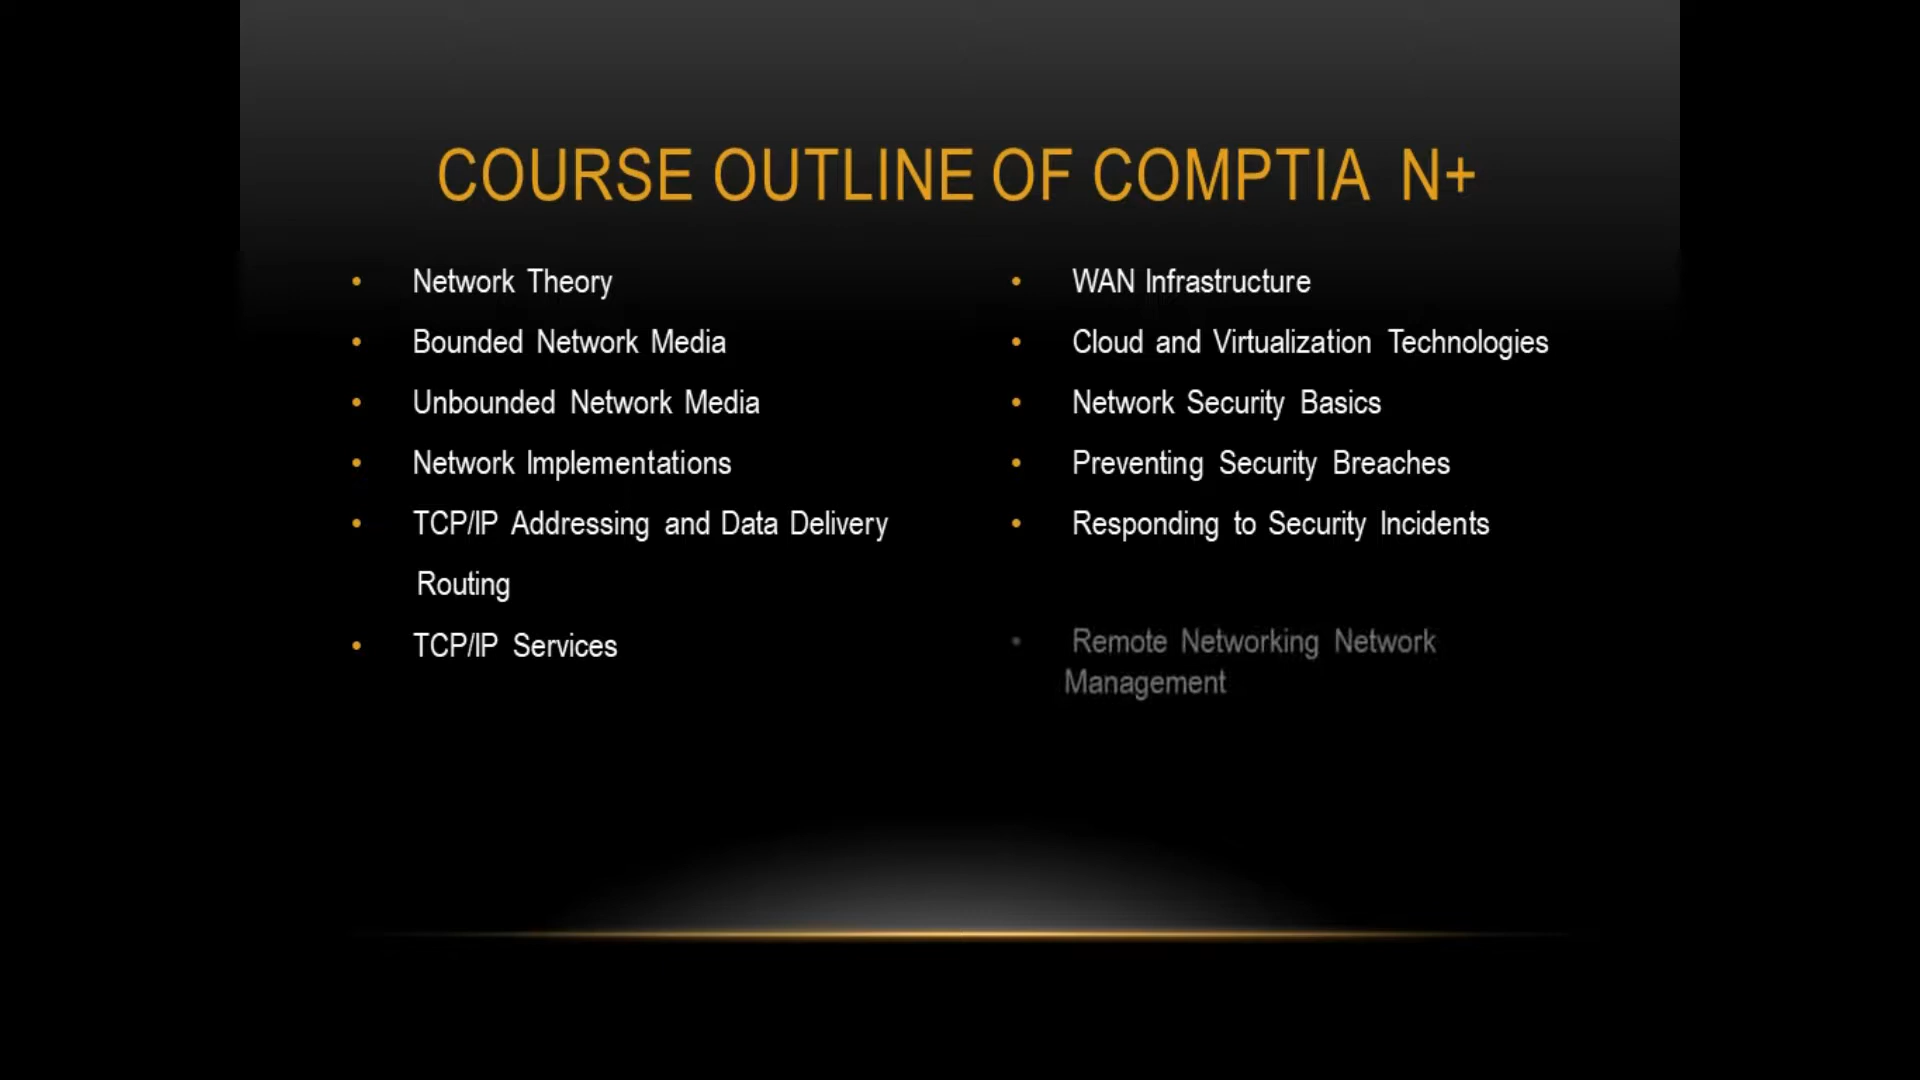 COURSE OUTLINE OF COMPTIA N+
• Network Theory
• Bounded Network Media
• Unbounded Network Media
• Network Implementations
• TCP/IP Addressing and Data Delivery
Routing
• TCP/IP Services
• WAN Infrastructure
• Cloud and Virtualization Technologies
• Network Security Basics
• Preventing Security Breaches
• Responding to Security Incidents
• Remote Networking Network
Management